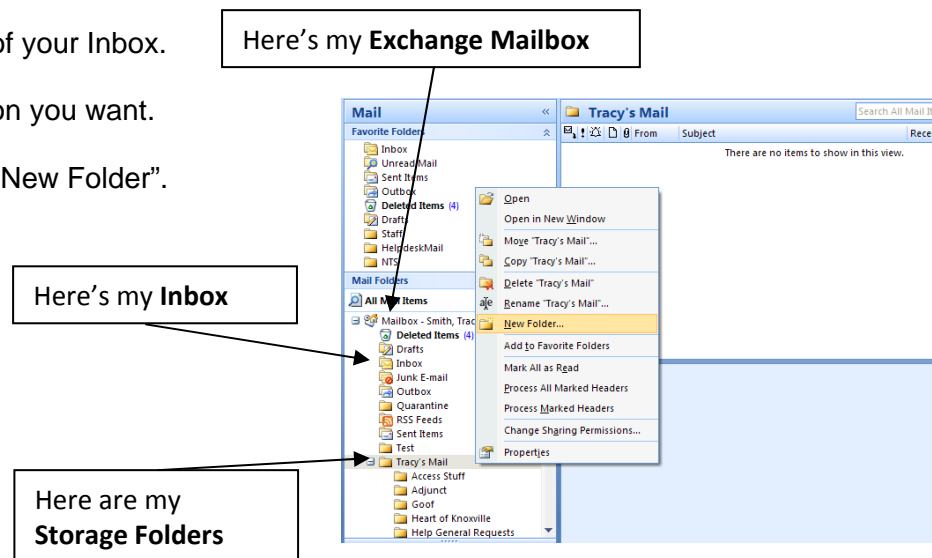 of your Inbox.
on you want.
New Folder”.
Here’s my Exchange Mailbox
Here’s my Inbox
Here are my
Storage Folders
Mail
Favorite Folders
Inbox
Unread Mail
Sent Items
Outbox
Deleted Items (4)
Drafts
Staff
HelpdeskMail
NTS
Mail Folders
All Mail Items
Mailbox - Smith, Trac
Deleted Items (4)
Drafts
Inbox
Junk E-mail
Outbox
Quarantine
RSS Feeds
Sent Items
Test
Tracy's Mail
Access Stuff
Adjunct
Goof
Heart of Knoxville
Help General Requests
Open
Open in New Window
Move "Tracy's Mail"...
Copy "Tracy's Mail"...
Delete "Tracy's Mail"
Rename "Tracy's Mail"...
New Folder...
Add to Favorite Folders
Mark All as Read
Process All Marked Headers
Process Marked Headers
Change Sharing Permissions...
Properties
Tracy's Mail
Search All Mail It
From Subject Rece
There are no items to show in this view.